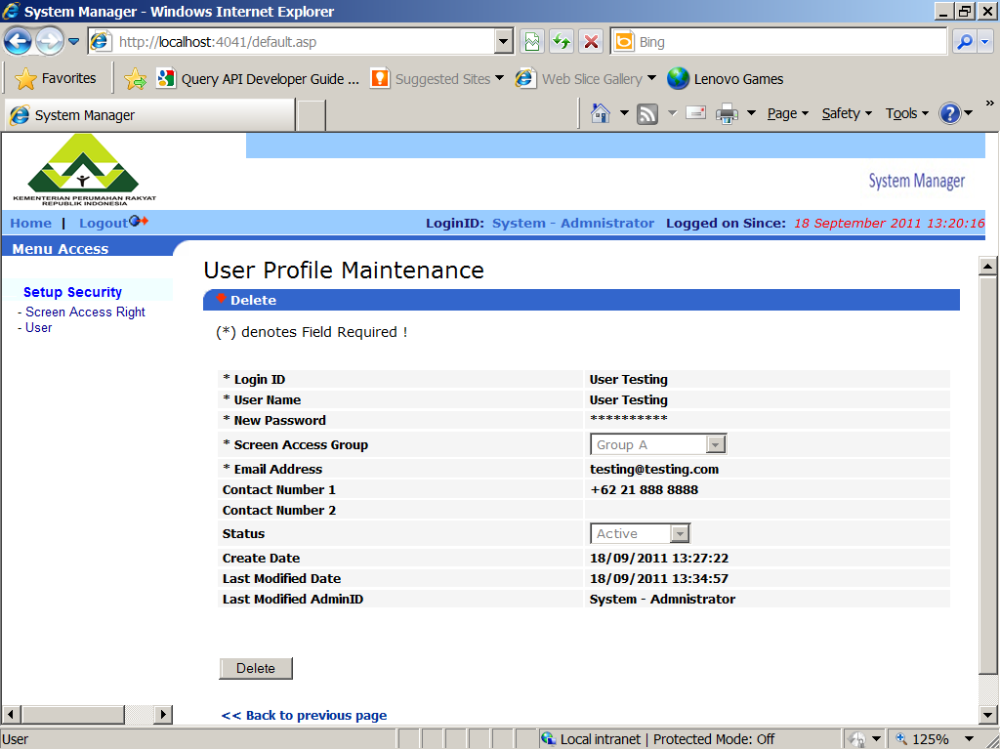 System Manager - Windows Internet Explorer
http://localhost:4041/default.asp
Bing
Favorites
Query API Developer Guide ...
Suggested Sites
Web Slice Gallery
Lenovo Games
System Manager
Page
Safety
Tools
»
KEMENTERIAN PERUMAHAN RAKYAT
REPUBLIK INDONESIA
System Manager
Home | Logout
LoginID: System - Admnistrator Logged on Since: 18 September 2011 13:20:16
Menu Access
Setup Security
- Screen Access Right
- User
User Profile Maintenance
Delete
(*) denotes Field Required !
* Login ID User Testing
* User Name User Testing
* New Password **********
* Screen Access Group Group A
* Email Address testing@testing.com
Contact Number 1 +62 21 888 8888
Contact Number 2
Status Active
Create Date 18/09/2011 13:27:22
Last Modified Date 18/09/2011 13:34:57
Last Modified AdminID System - Admnistrator
Delete
<< Back to previous page
User
Local intranet | Protected Mode: Off
125%